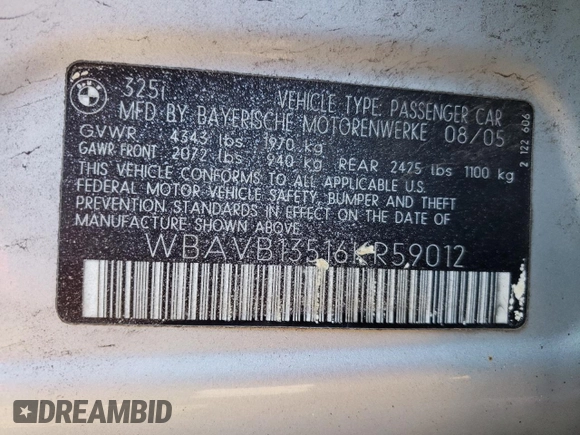 BMW
325i
VEHICLE TYPE: PASSENGER CAR
MFD BY BAYERISCHE MOTORENWERKE 08/05
GVWR 4343 lbs 1970 kg
GAWR FRONT 2072 lbs 940 kg REAR 2425 lbs 1100 kg
THIS VEHICLE CONFORMS TO ALL APPLICABLE U.S.
FEDERAL MOTOR VEHICLE SAFETY, BUMPER AND THEFT
PREVENTION STANDARDS IN EFFECT ON THE DATE OF
MANUFACTURE SHOWN ABOVE.
WBAVB13516KR59012
2 122 606
DREAMBID